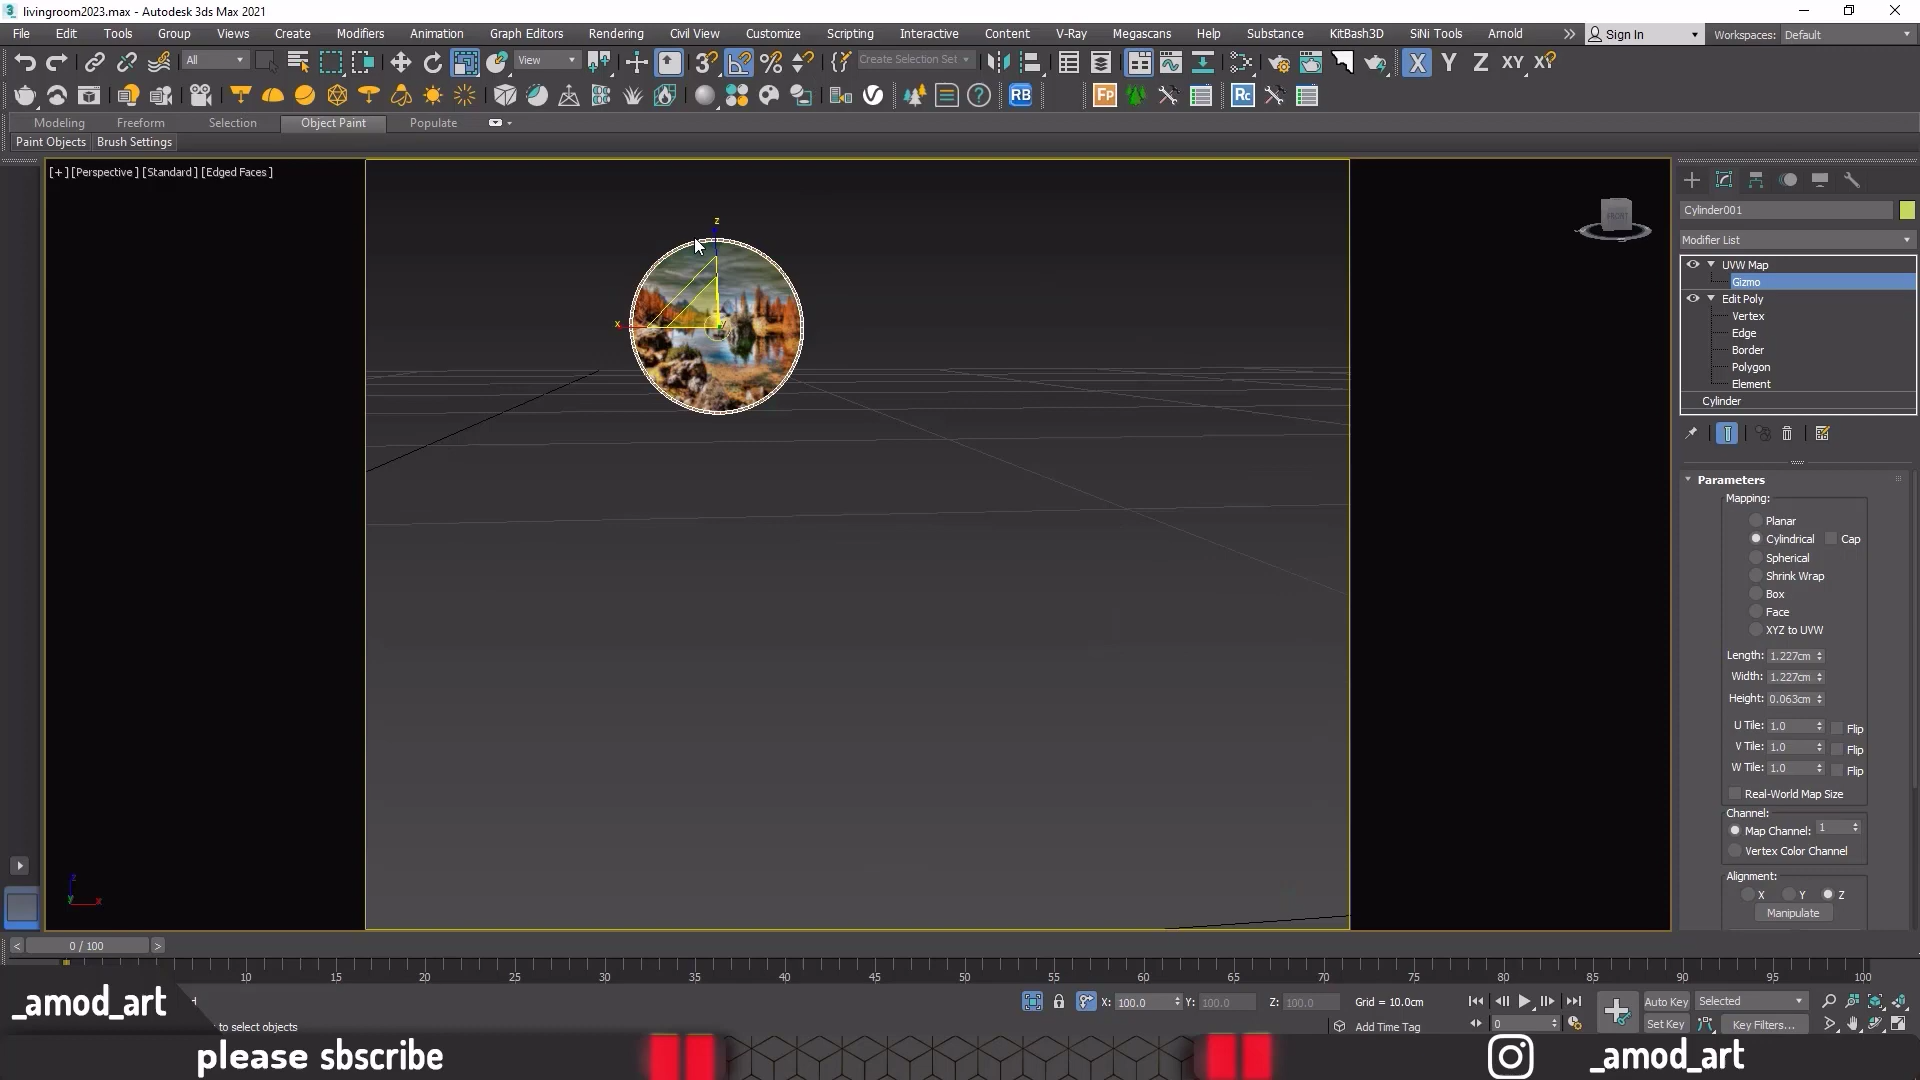 livingroom2023.max - Autodesk 3ds Max 2021
File Edit Tools Group Views Create Modifiers Animation Graph Editors Rendering Civil View Customize Scripting Interactive Content V-Ray Megascans Help Substance KitBash3D SiNi Tools Arnold Sign In Workspaces: Default
All View Create Selection Set X Y Z XY XY
RB Fp Rc
Modeling Freeform Selection Object Paint Populate
Paint Objects Brush Settings
[+] [Perspective] [Standard] [Edged Faces]
FRONT
z
x
y
Cylinder001
Modifier List
UVW Map
Gizmo
Edit Poly
Vertex
Edge
Border
Polygon
Element
Cylinder
Parameters
Mapping:
Planar
Cylindrical Cap
Spherical
Shrink Wrap
Box
Face
XYZ to UVW
Length: 1.227cm
Width: 1.227cm
Height: 0.063cm
U Tile: 1.0 Flip
V Tile: 1.0 Flip
W Tile: 1.0 Flip
Real-World Map Size
Channel:
Map Channel: 1
Vertex Color Channel
Alignment:
X Y Z
Manipulate
z
y x
< 0 / 100 >
10 15 20 25 30 35 40 45 50 55 60 65 70 75 80 85 90 95 100
X: 100.0 Y: 100.0 Z: 100.0 Grid = 10.0cm Auto Key Selected
to select objects Add Time Tag 0 Set Key Key Filters...
_amod_art
please sbscribe
_amod_art